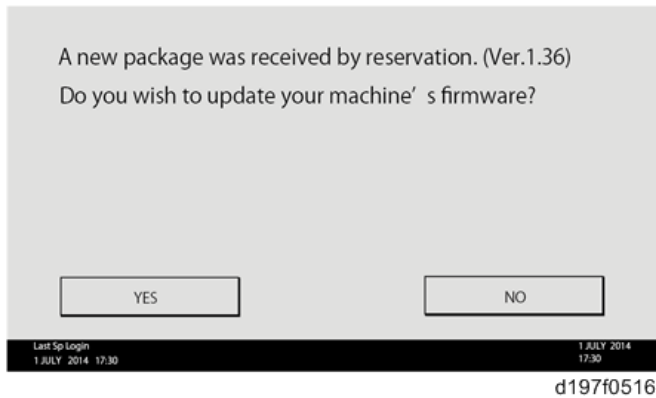 A new package was received by reservation. (Ver.1.36)
Do you wish to update your machine’ s firmware?
YES
NO
Last Sp Login
1 JULY 2014 17:30
1 JULY 2014
17:30
d197f0516